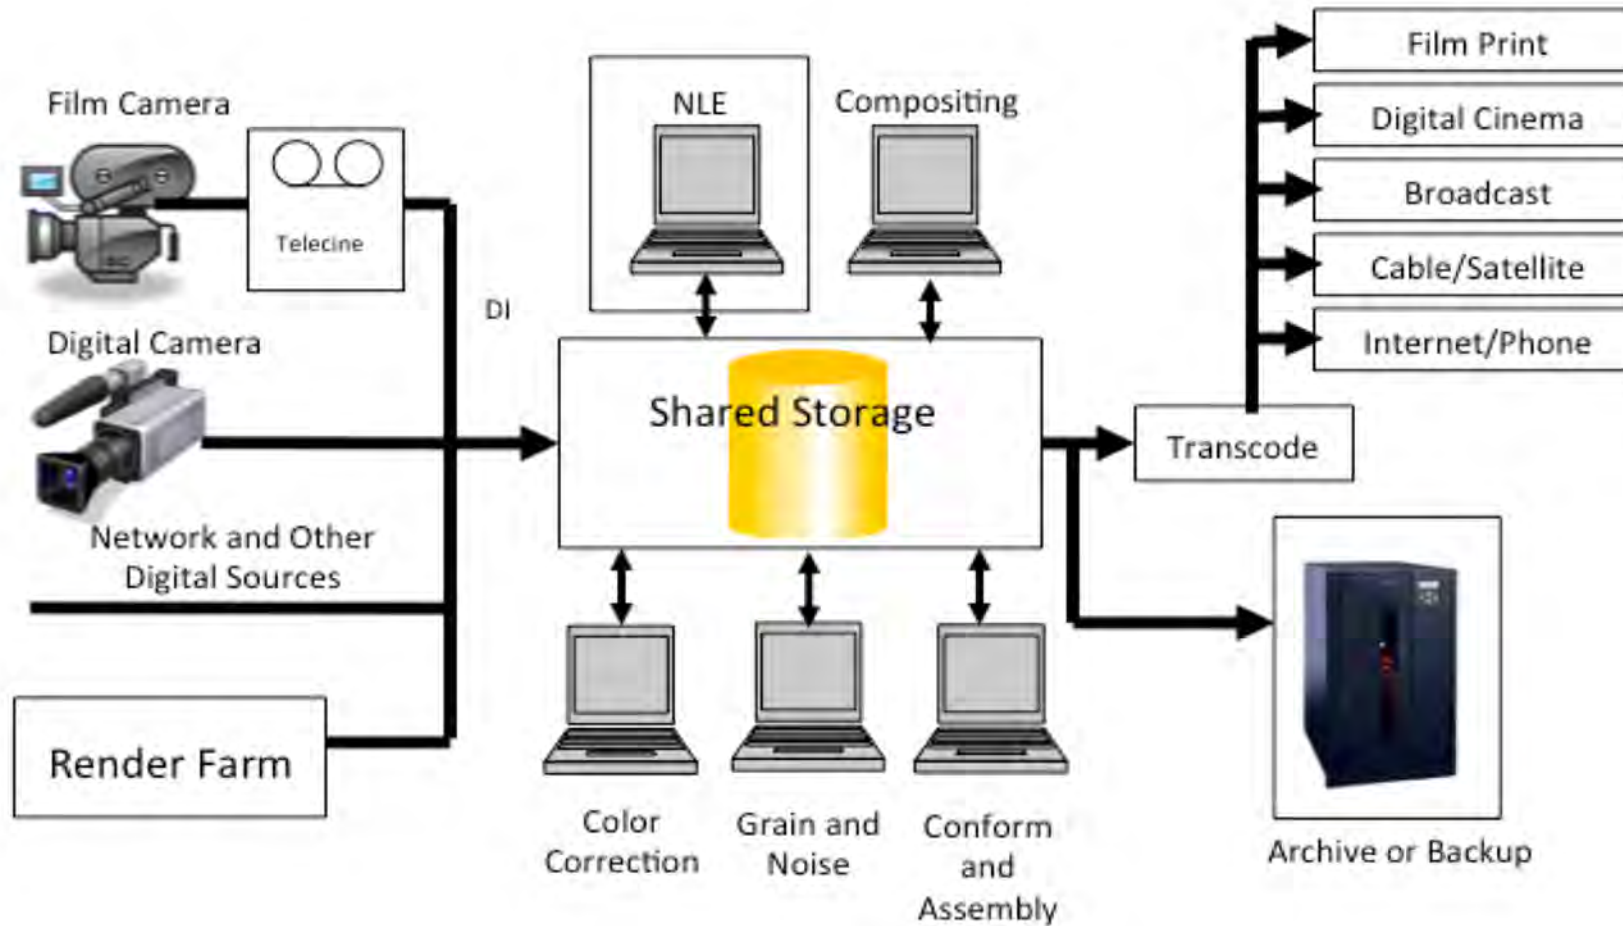 Film Camera
Telecine
Digital Camera
Network and Other
Digital Sources
Render Farm
DI
NLE
Compositing
Shared Storage
Color
Correction
Grain and
Noise
Conform
and
Assembly
Transcode
Film Print
Digital Cinema
Broadcast
Cable/Satellite
Internet/Phone
Archive or Backup